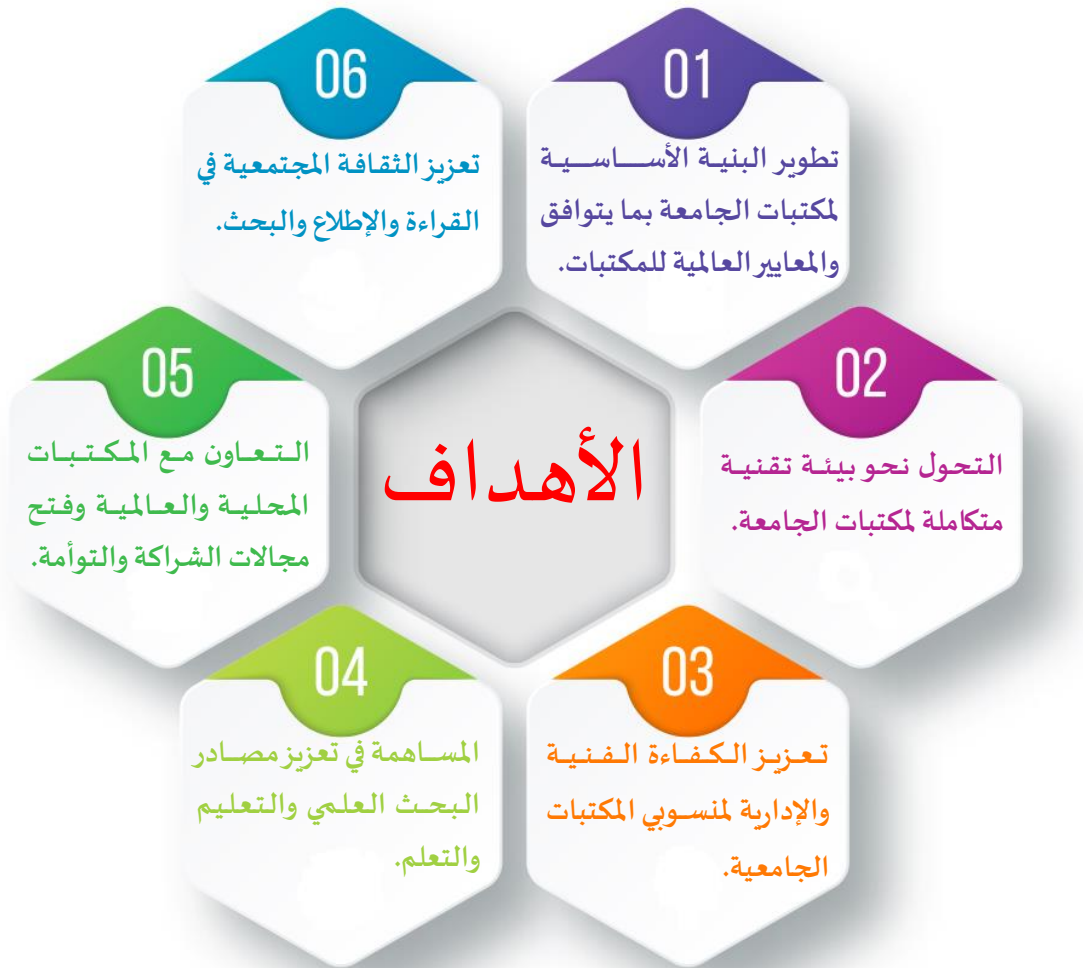 الأهداف
01
تطوير البنية الأساسية
لمكتبات الجامعة بما يتوافق
والمعايير العالمية للمكتبات.
02
التحول نحو بيئة تقنية
متكاملة لمكتبات الجامعة.
03
تعزيز الكفاءة الفنية
والإدارية لمنسوبي المكتبات
الجامعية.
04
المساهمة في تعزيز مصادر
البحث العلمي والتعليم
والتعلم.
05
التعاون مع المكتبات
المحلية والعالمية وفتح
مجالات الشراكة والتوأمة.
06
تعزيز الثقافة المجتمعية في
القراءة والإطلاع والبحث.